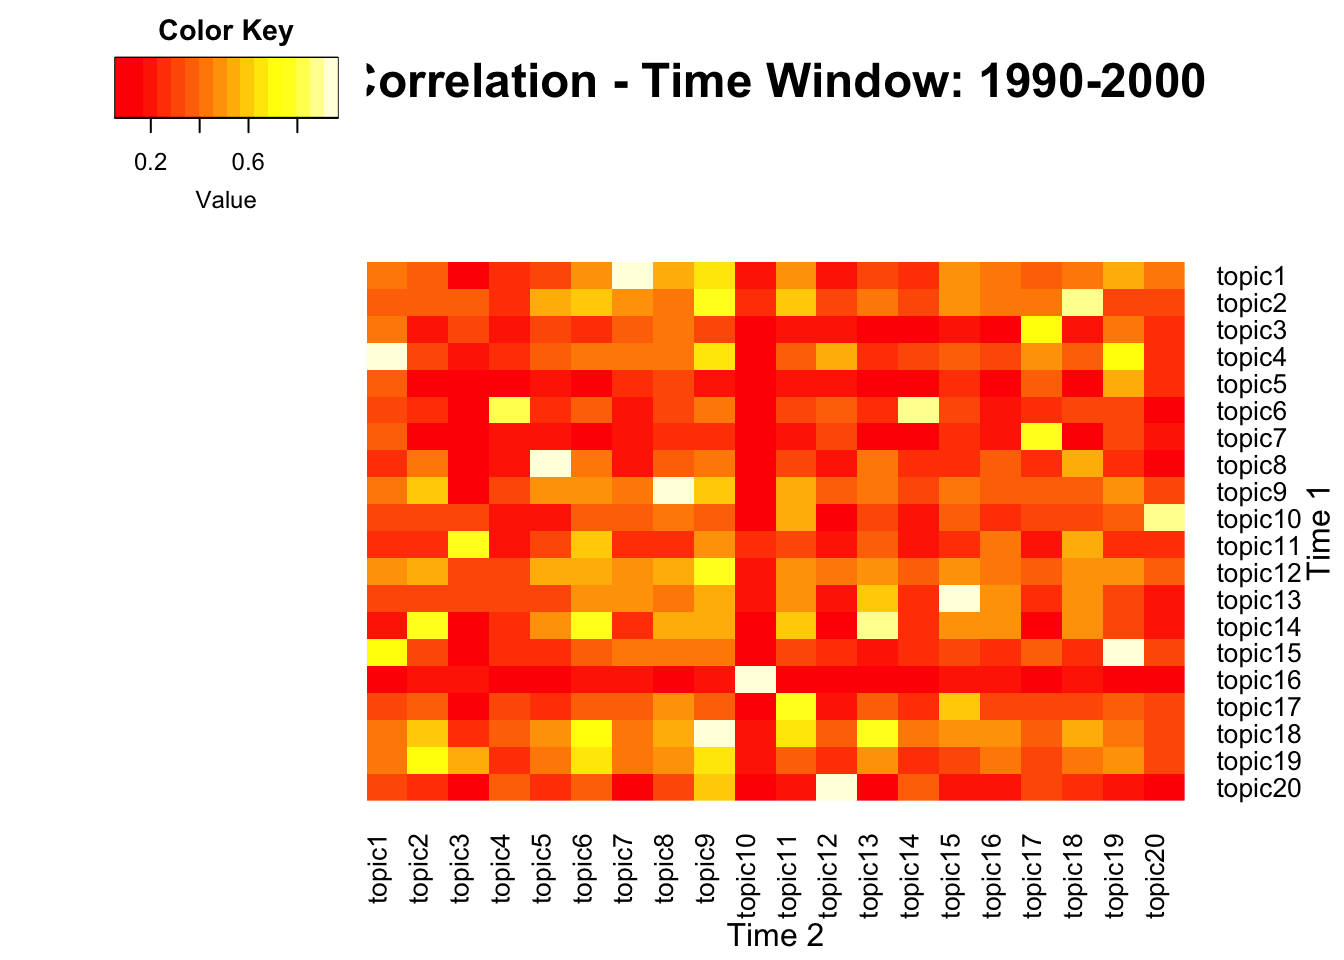 Color Key
Correlation - Time Window: 1990-2000
0.2 0.6
Value
topic1
topic2
topic3
topic4
topic5
topic6
topic7
topic8
topic9
topic10
topic11
topic12
topic13
topic14
topic15
topic16
topic17
topic18
topic19
topic20
Time 1
topic1
topic2
topic3
topic4
topic5
topic6
topic7
topic8
topic9
topic10
topic11
topic12
topic13
topic14
topic15
topic16
topic17
topic18
topic19
topic20
Time 2